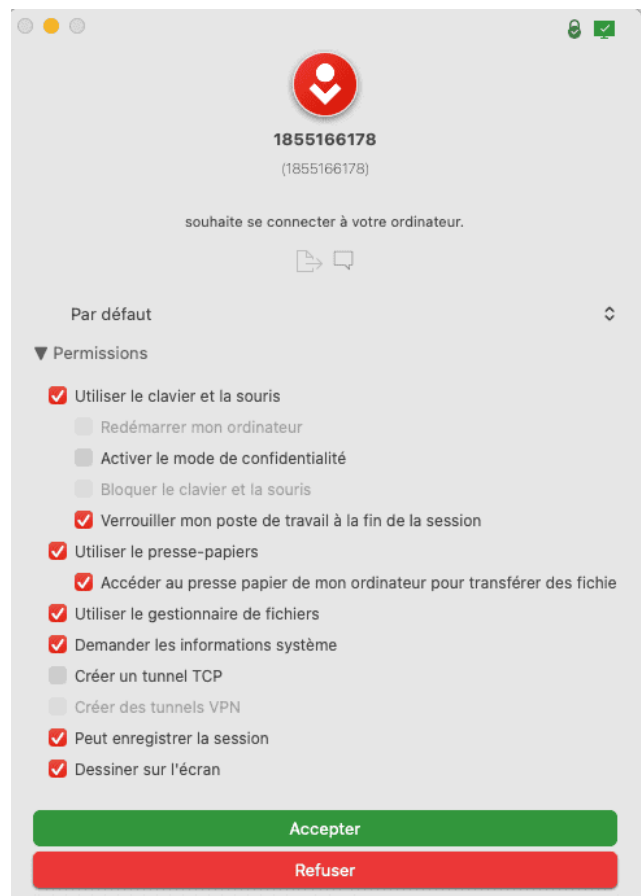 1855166178
(1855166178)
souhaite se connecter à votre ordinateur.
Par défaut
Permissions
Utiliser le clavier et la souris
Redémarrer mon ordinateur
Activer le mode de confidentialité
Bloquer le clavier et la souris
Verrouiller mon poste de travail à la fin de la session
Utiliser le presse-papiers
Accéder au presse papier de mon ordinateur pour transférer des fichie
Utiliser le gestionnaire de fichiers
Demander les informations système
Créer un tunnel TCP
Créer des tunnels VPN
Peut enregistrer la session
Dessiner sur l'écran
Accepter
Refuser